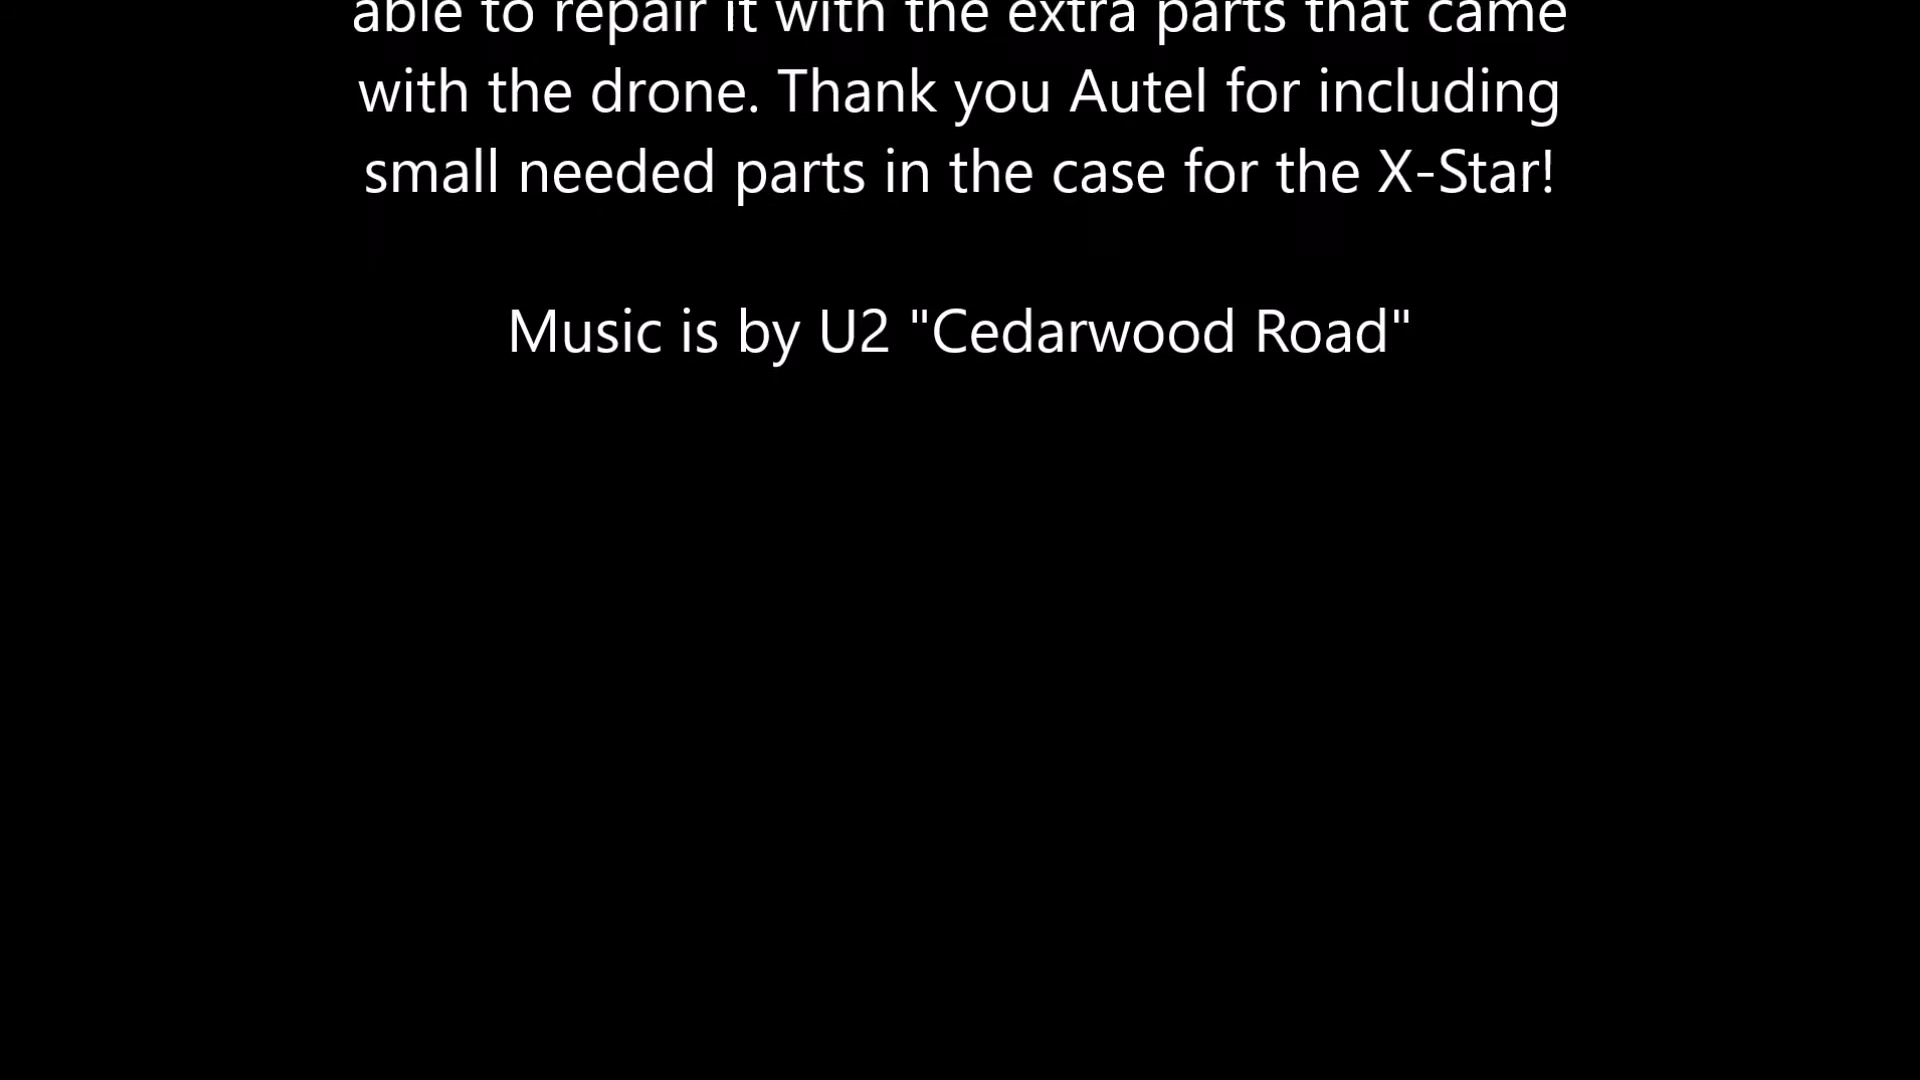 able to repair it with the extra parts that came
with the drone. Thank you Autel for including
small needed parts in the case for the X-Star!
Music is by U2 "Cedarwood Road"